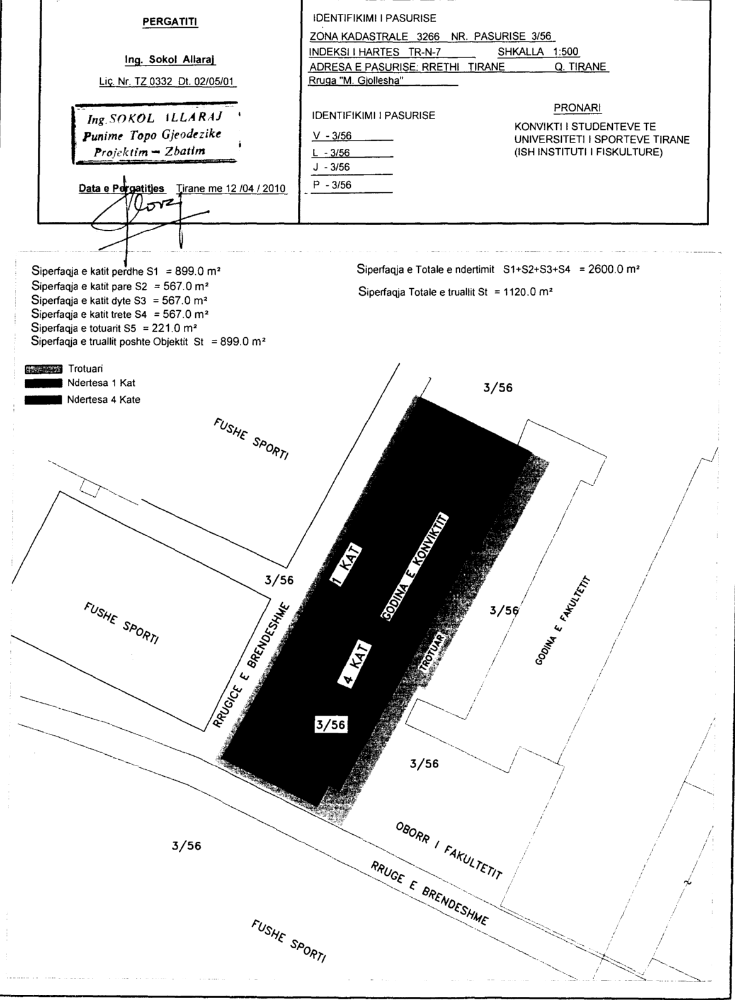 PERGATITI
Ing. Sokol Allaraj
Liç. Nr. TZ 0332 Dt. 02/05/01
Ing. SOKOL ILLARAJ
Punime Topo Gjeodezike
Projektim - Zbatim
Data e Pergatitjes Tirane me 12 /04 / 2010
IDENTIFIKIMI I PASURISE
ZONA KADASTRALE 3266 NR. PASURISE 3/56
INDEKSI I HARTES TR-N-7 SHKALLA 1:500
ADRESA E PASURISE: RRETHI TIRANE Q. TIRANE
Rruga "M. Gjollesha"
IDENTIFIKIMI I PASURISE
V - 3/56
L - 3/56
J - 3/56
P - 3/56
PRONARI
KONVIKTI I STUDENTEVE TE
UNIVERSITETI I SPORTEVE TIRANE
(ISH INSTITUTI I FISKULTURE)
Siperfaqja e katit perdhe S1 = 899.0 m²
Siperfaqja e katit pare S2 = 567.0 m²
Siperfaqja e katit dyte S3 = 567.0 m²
Siperfaqja e katit trete S4 = 567.0 m²
Siperfaqja e totuarit S5 = 221.0 m²
Siperfaqja e truallit poshte Objektit St = 899.0 m²
Siperfaqja e Totale e ndertimit S1+S2+S3+S4 = 2600.0 m²
Siperfaqja Totale e truallit St = 1120.0 m²
Trotuari
Ndertesa 1 Kat
Ndertesa 4 Kate
3/56
FUSHE SPORTI
1 KAT
GODINA E KONVIKTIT
3/56
FUSHE SPORTI
RRUGICE E BRENDESHME
3/56
GODINA E FAKULTETIT
TROTUAR
4 KAT
3/56
3/56
OBORR I FAKULTETIT
3/56
RRUGE E BRENDESHME
FUSHE SPORTI